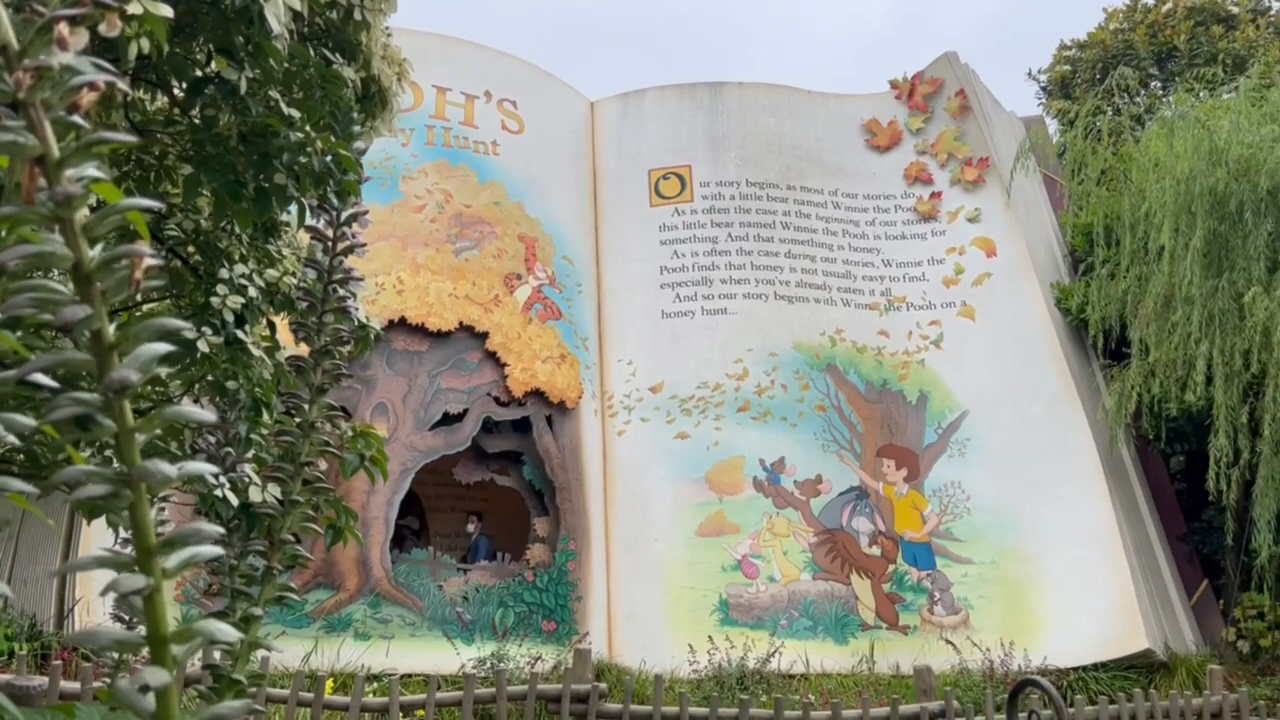 OH'S
y Hunt
Our story begins, as most of our stories do,
with a little bear named Winnie the Poo
As is often the case at the beginning of our stories,
this little bear named Winnie the Pooh is looking for
something. And that something is honey.
As is often the case during our stories, Winnie the
Pooh finds that honey is not usually easy to find,
especially when you've already eaten it all.
And so our story begins with Winnie the Pooh on a
honey hunt...